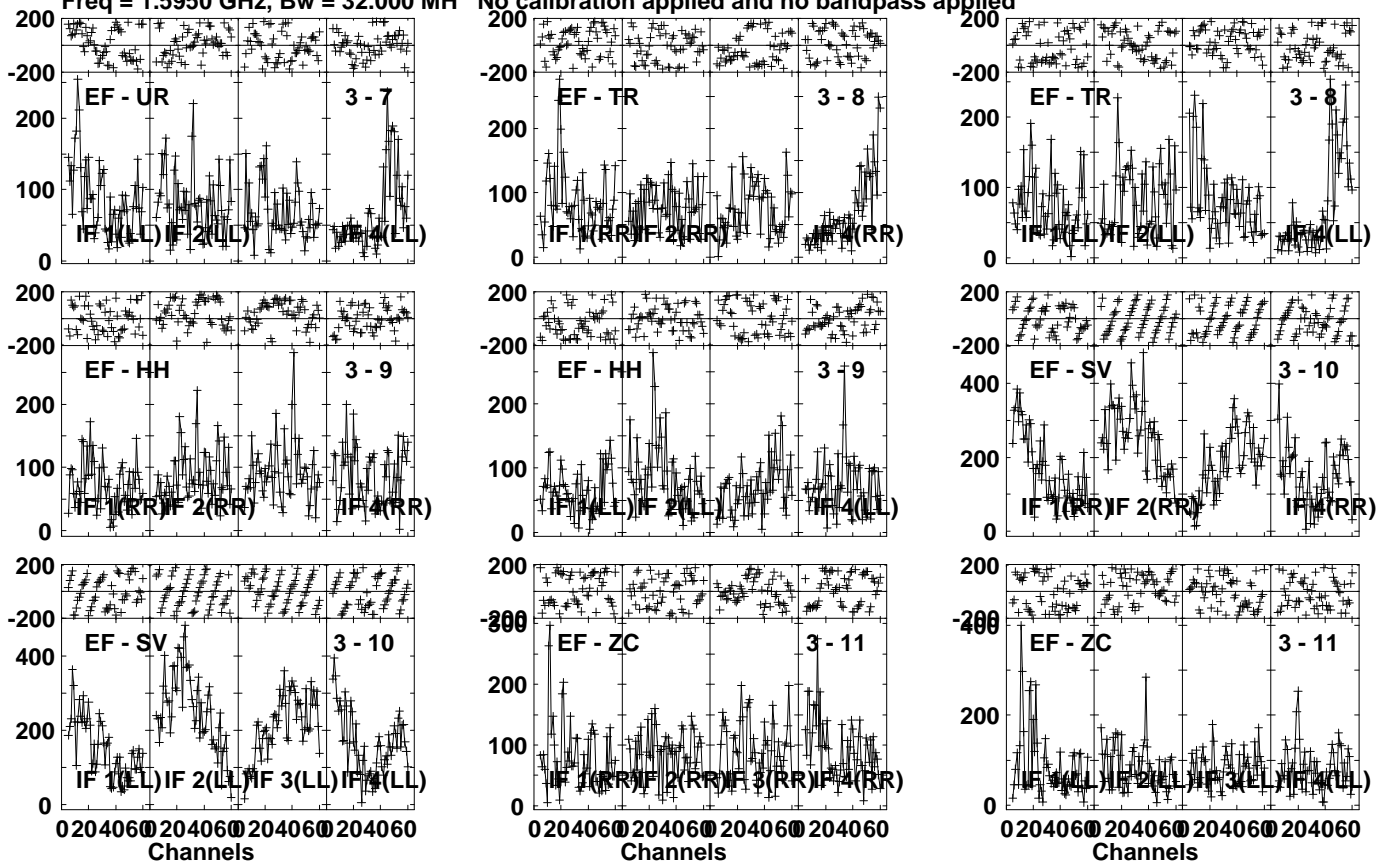 Freq = 1.5950 GHz, Bw = 32.000 MH No calibration applied and no bandpass applied
200
-200
EF - UR 3 - 7
200
100
0
IF 1(LL) IF 2(LL) IF 4(LL)
200
-200
EF - TR 3 - 8
200
100
0
IF 1(RR) IF 2(RR) IF 4(RR)
200
-200
EF - TR 3 - 8
200
100
0
IF 1(LL) IF 2(LL) IF 4(LL)
200
-200
EF - HH 3 - 9
200
100
0
IF 1(RR) IF 2(RR) IF 4(RR)
200
-200
EF - HH 3 - 9
200
100
0
IF 1(LL) IF 2(LL) IF 4(LL)
200
-200
EF - SV 3 - 10
400
200
0
IF 1(RR) IF 2(RR) IF 4(RR)
200
-200
EF - SV 3 - 10
400
200
0
IF 1(LL) IF 2(LL) IF 3(LL) IF 4(LL)
0 20 40 60 0 20 40 60 0 20 40 60 0 20 40 60
Channels
200
-200
300
EF - ZC 3 - 11
200
100
0
IF 1(RR) IF 2(RR) IF 3(RR) IF 4(RR)
0 20 40 60 0 20 40 60 0 20 40 60 0 20 40 60
Channels
200
-200
400
EF - ZC 3 - 11
200
0
IF 1(LL) IF 2(LL) IF 3(LL) IF 4(LL)
0 20 40 60 0 20 40 60 0 20 40 60 0 20 40 60
Channels